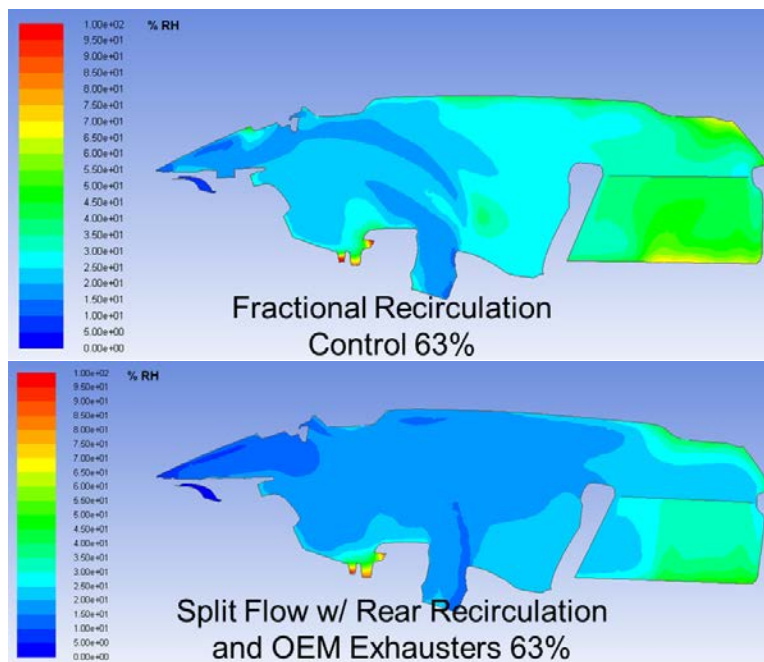 % RH
1.00e+02
9.50e+01
9.00e+01
8.50e+01
8.00e+01
7.50e+01
7.00e+01
6.50e+01
6.00e+01
5.50e+01
5.00e+01
4.50e+01
4.00e+01
3.50e+01
3.00e+01
2.50e+01
2.00e+01
1.50e+01
1.00e+01
5.00e+00
0.00e+00
Fractional Recirculation
Control 63%
% RH
1.00e+02
9.50e+01
9.00e+01
8.50e+01
8.00e+01
7.50e+01
7.00e+01
6.50e+01
6.00e+01
5.50e+01
5.00e+01
4.50e+01
4.00e+01
3.50e+01
3.00e+01
2.50e+01
2.00e+01
1.50e+01
1.00e+01
5.00e+00
0.00e+00
Split Flow w/ Rear Recirculation
and OEM Exhausters 63%